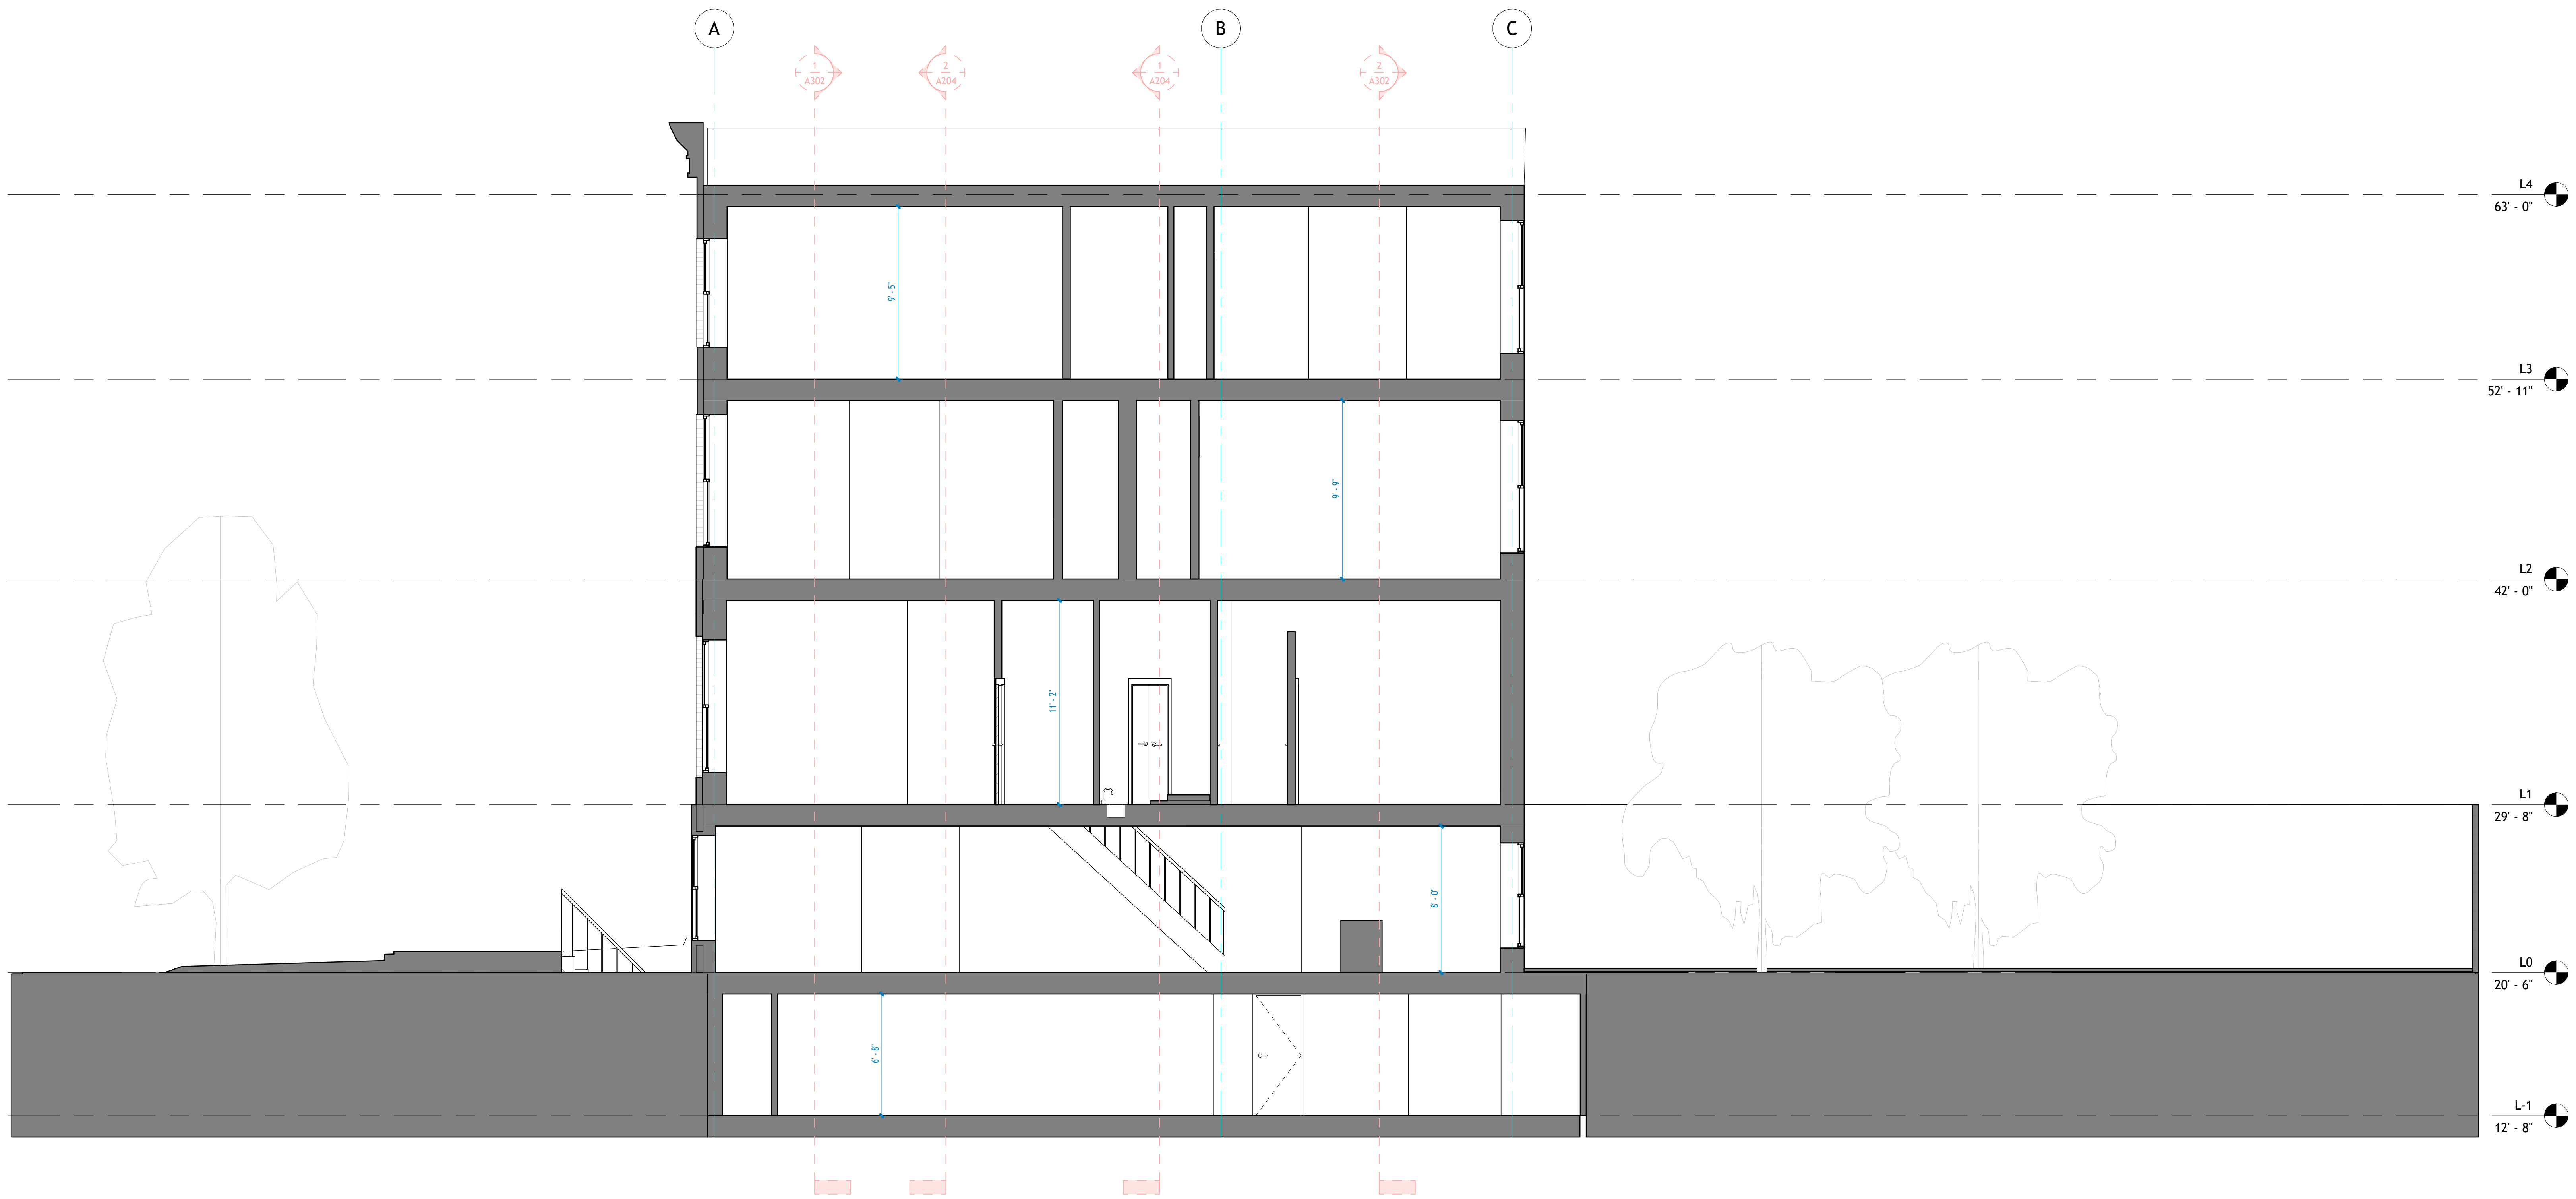 A
B
C
1
A302
2
A204
1
A204
2
A302
L4
63' - 0"
9' - 5"
L3
52' - 11"
9' - 9"
L2
42' - 0"
11' - 2"
L1
29' - 8"
8' - 0"
L0
20' - 6"
6' - 8"
L-1
12' - 8"